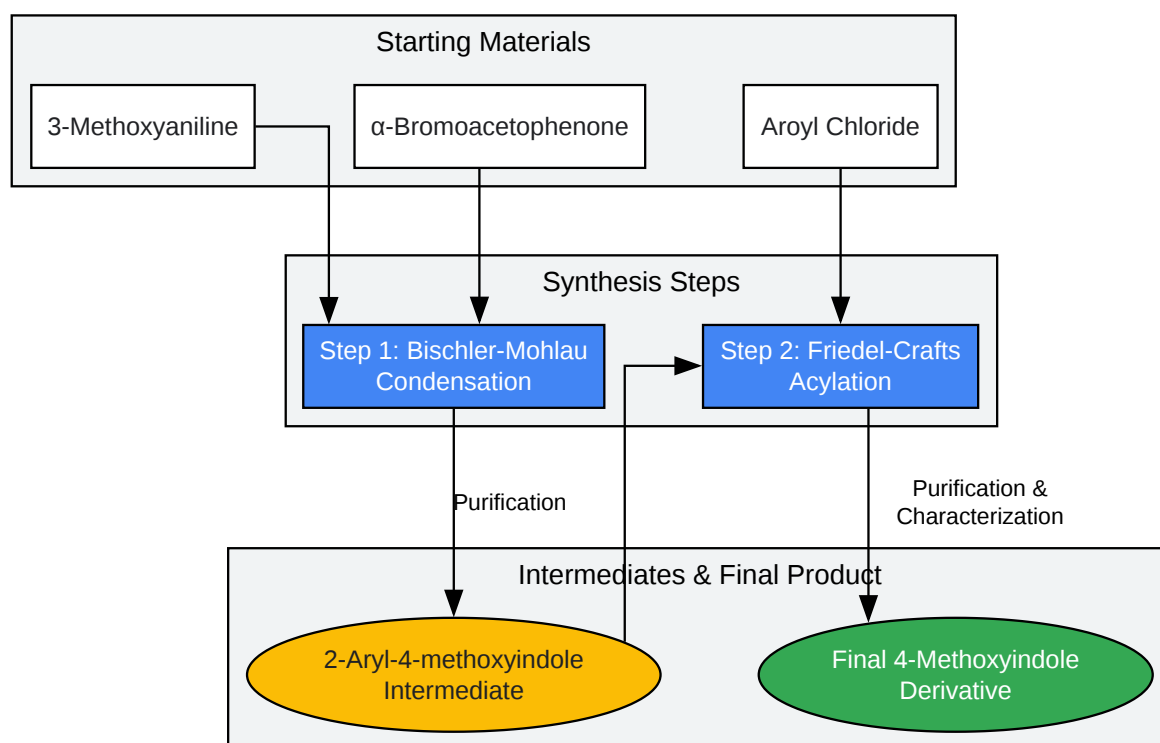 Starting Materials
3-Methoxyaniline
α-Bromoacetophenone
Aroyl Chloride
Synthesis Steps
Step 1: Bischler-Mohlau
Condensation
Step 2: Friedel-Crafts
Acylation
Purification
Purification &
Characterization
Intermediates & Final Product
2-Aryl-4-methoxyindole
Intermediate
Final 4-Methoxyindole
Derivative